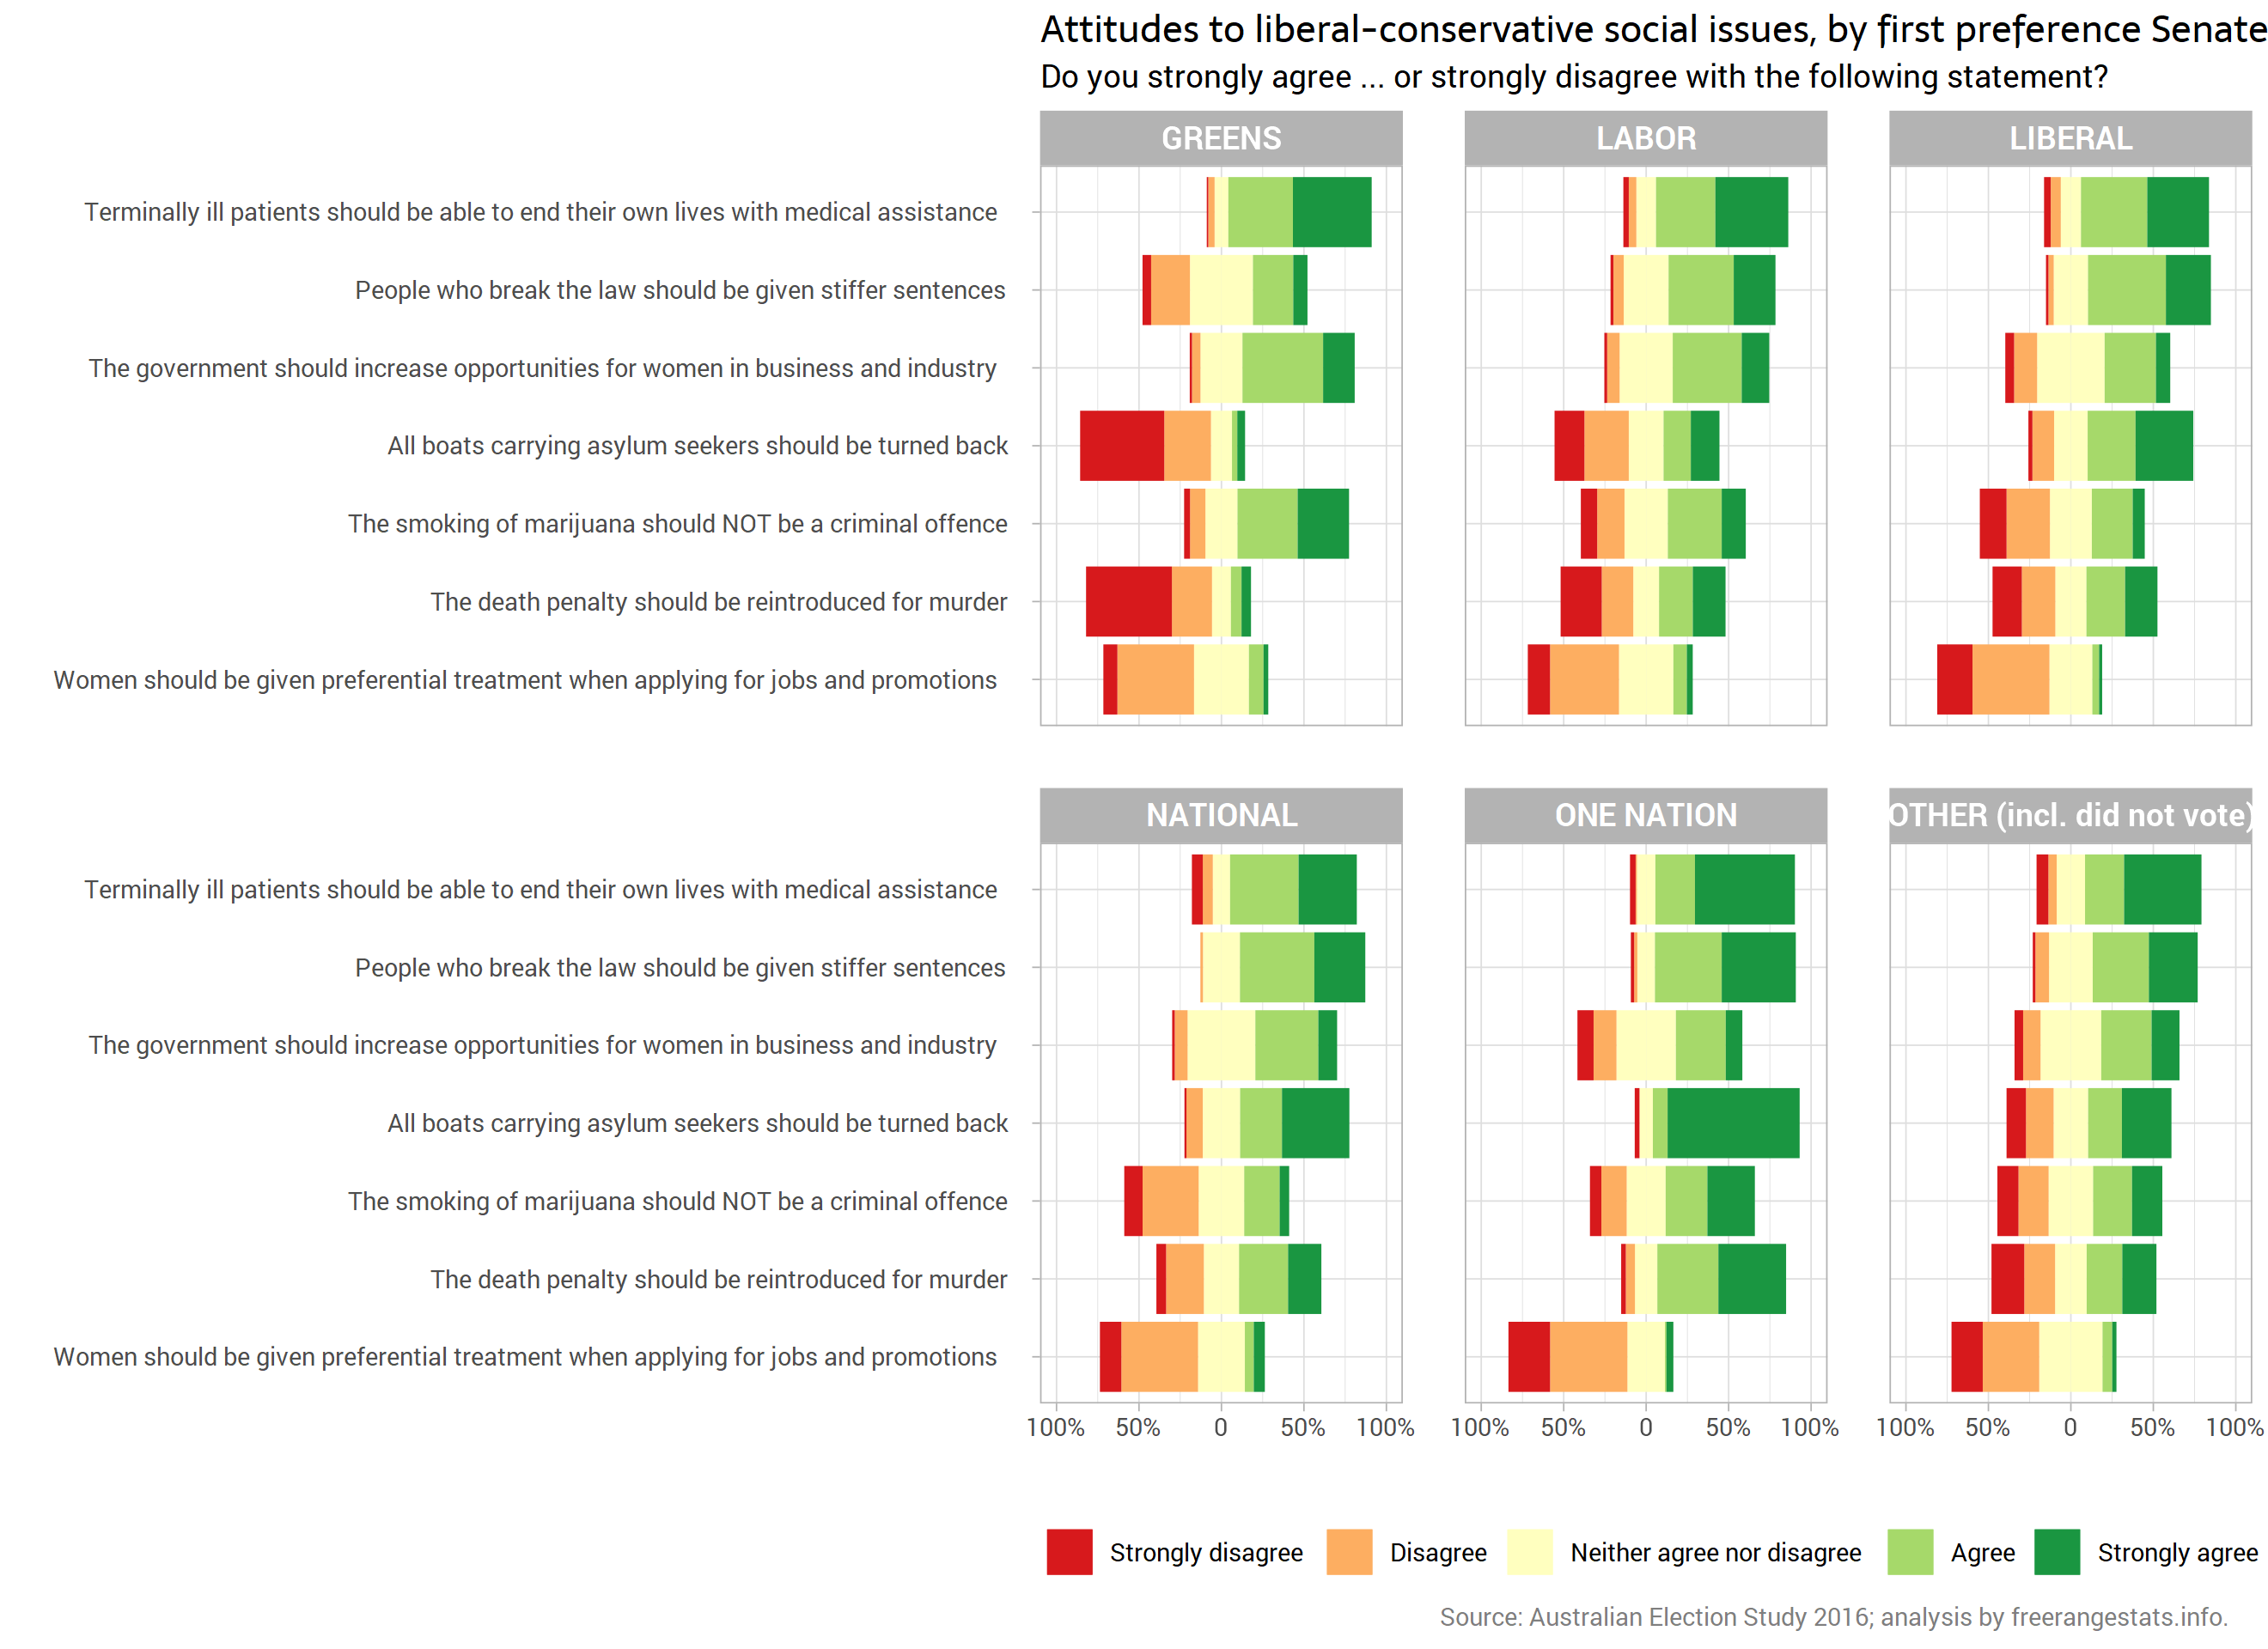 Attitudes to liberal-conservative social issues, by first preference Senate
Do you strongly agree ... or strongly disagree with the following statement?
GREENS LABOR LIBERAL
Terminally ill patients should be able to end their own lives with medical assistance
People who break the law should be given stiffer sentences
The government should increase opportunities for women in business and industry
All boats carrying asylum seekers should be turned back
The smoking of marijuana should NOT be a criminal offence
The death penalty should be reintroduced for murder
Women should be given preferential treatment when applying for jobs and promotions
NATIONAL ONE NATION OTHER (incl. did not vote)
Terminally ill patients should be able to end their own lives with medical assistance
People who break the law should be given stiffer sentences
The government should increase opportunities for women in business and industry
All boats carrying asylum seekers should be turned back
The smoking of marijuana should NOT be a criminal offence
The death penalty should be reintroduced for murder
Women should be given preferential treatment when applying for jobs and promotions
100% 50% 0 50% 100% 100% 50% 0 50% 100% 100% 50% 0 50% 100%
Strongly disagree Disagree Neither agree nor disagree Agree Strongly agree
Source: Australian Election Study 2016; analysis by freerangestats.info.